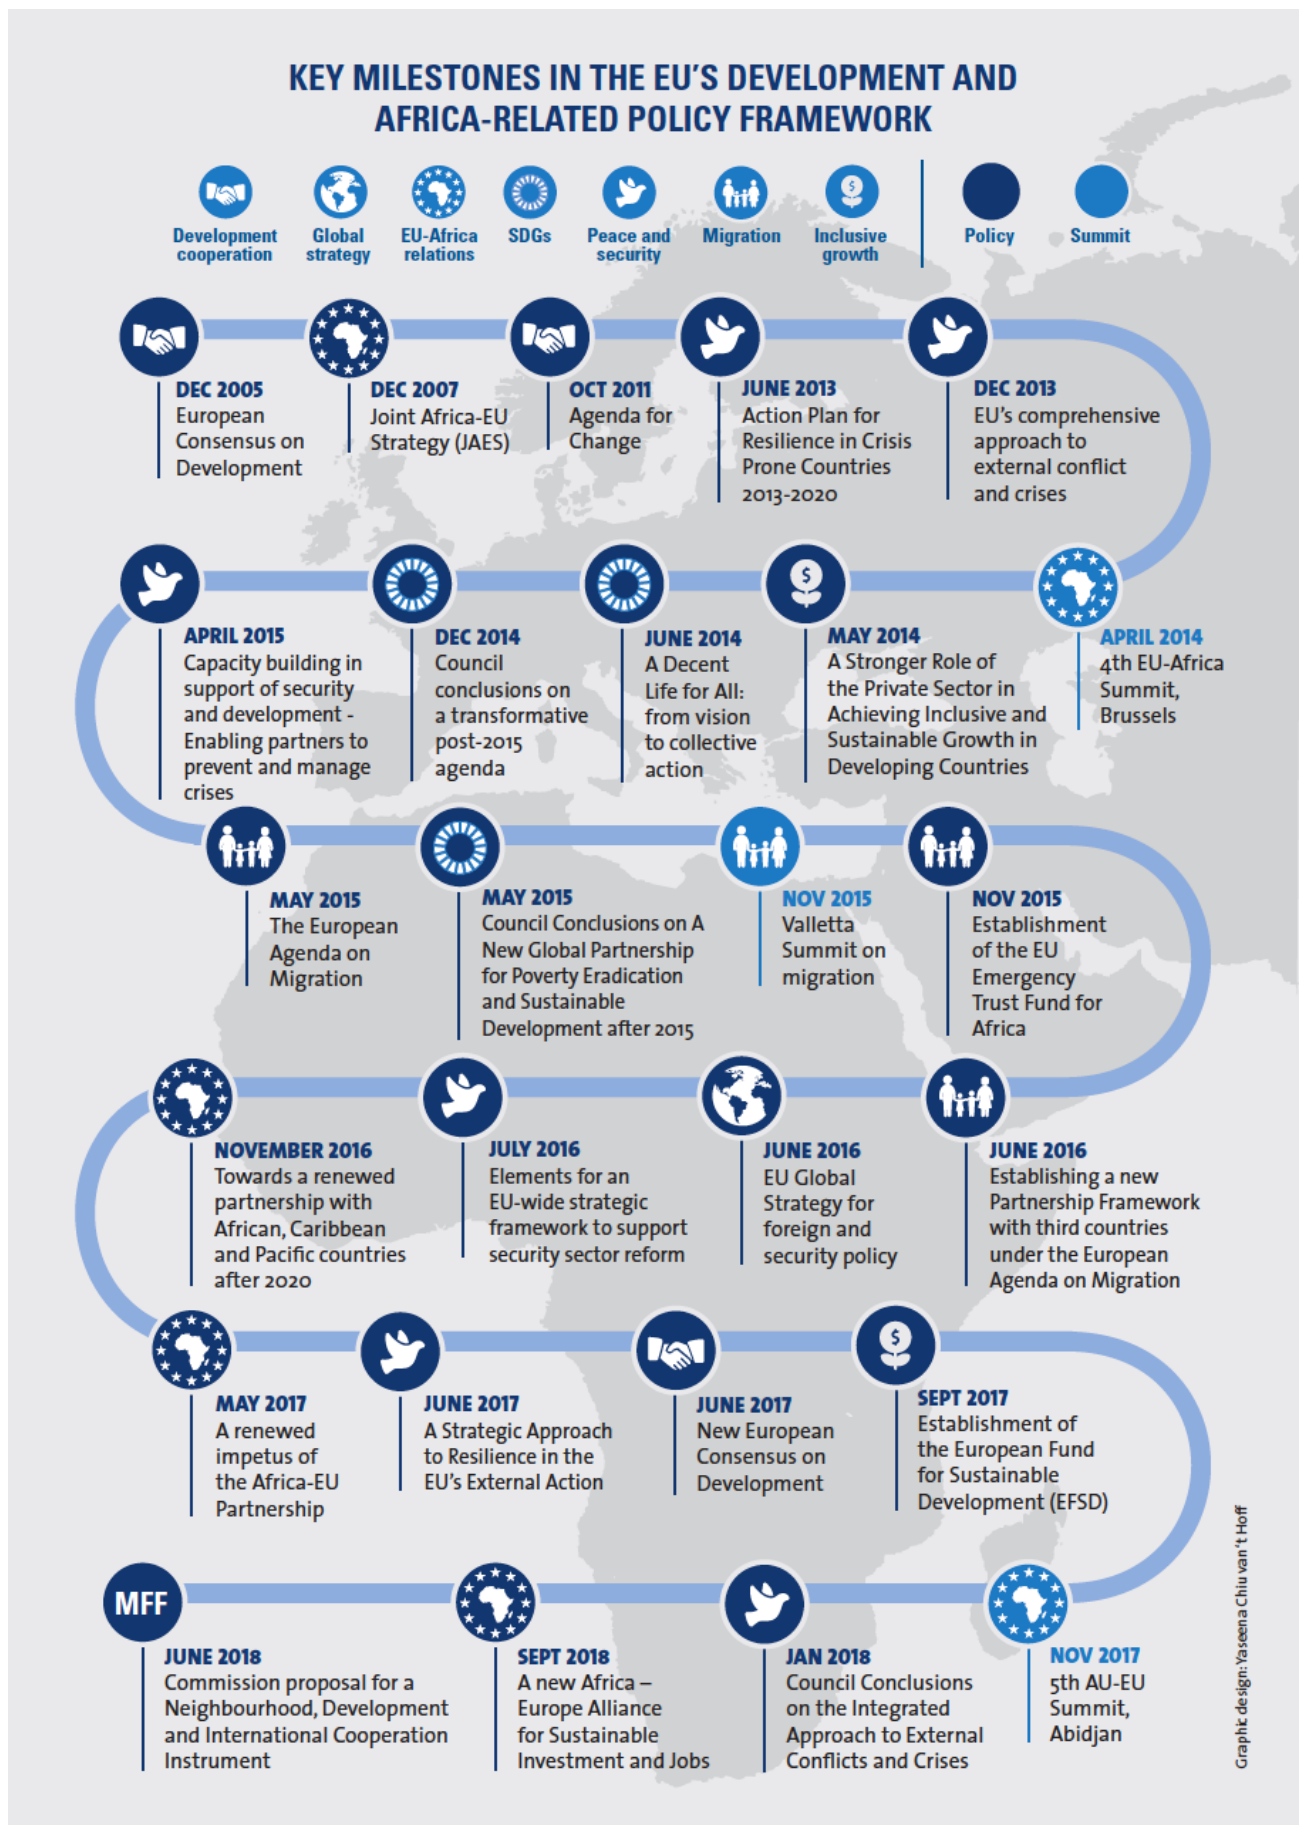 KEY MILESTONES IN THE EU'S DEVELOPMENT AND
AFRICA-RELATED POLICY FRAMEWORK
Development
cooperation
Global
strategy
EU-Africa
relations
SDGs
Peace and
security
Migration
Inclusive
growth
Policy
Summit
DEC 2005
European
Consensus on
Development
DEC 2007
Joint Africa-EU
Strategy (JAES)
OCT 2011
Agenda for
Change
JUNE 2013
Action Plan for
Resilience in Crisis
Prone Countries
2013-2020
DEC 2013
EU's comprehensive
approach to
external conflict
and crises
APRIL 2015
Capacity building in
support of security
and development -
Enabling partners to
prevent and manage
crises
DEC 2014
Council
conclusions on
a transformative
post-2015
agenda
JUNE 2014
A Decent
Life for All:
from vision
to collective
action
$
MAY 2014
A Stronger Role of
the Private Sector in
Achieving Inclusive and
Sustainable Growth in
Developing Countries
APRIL 2014
4th EU-Africa
Summit,
Brussels
MAY 2015
The European
Agenda on
Migration
MAY 2015
Council Conclusions on A
New Global Partnership
for Poverty Eradication
and Sustainable
Development after 2015
NOV 2015
Valletta
Summit on
migration
NOV 2015
Establishment
of the EU
Emergency
Trust Fund for
Africa
NOVEMBER 2016
Towards a renewed
partnership with
African, Caribbean
and Pacific countries
after 2020
JULY 2016
Elements for an
EU-wide strategic
framework to support
security sector reform
JUNE 2016
EU Global
Strategy for
foreign and
security policy
JUNE 2016
Establishing a new
Partnership Framework
with third countries
under the European
Agenda on Migration
MAY 2017
A renewed
impetus of
the Africa-EU
Partnership
JUNE 2017
A Strategic Approach
to Resilience in the
EU's External Action
JUNE 2017
New European
Consensus on
Development
$
SEPT 2017
Establishment of
the European Fund
for Sustainable
Development (EFSD)
MFF
JUNE 2018
Commission proposal for a
Neighbourhood, Development
and International Cooperation
Instrument
SEPT 2018
A new Africa –
Europe Alliance
for Sustainable
Investment and Jobs
JAN 2018
Council Conclusions
on the Integrated
Approach to External
Conflicts and Crises
NOV 2017
5th AU-EU
Summit,
Abidjan
Graphic design: Yaseena Chiu van't Hoff